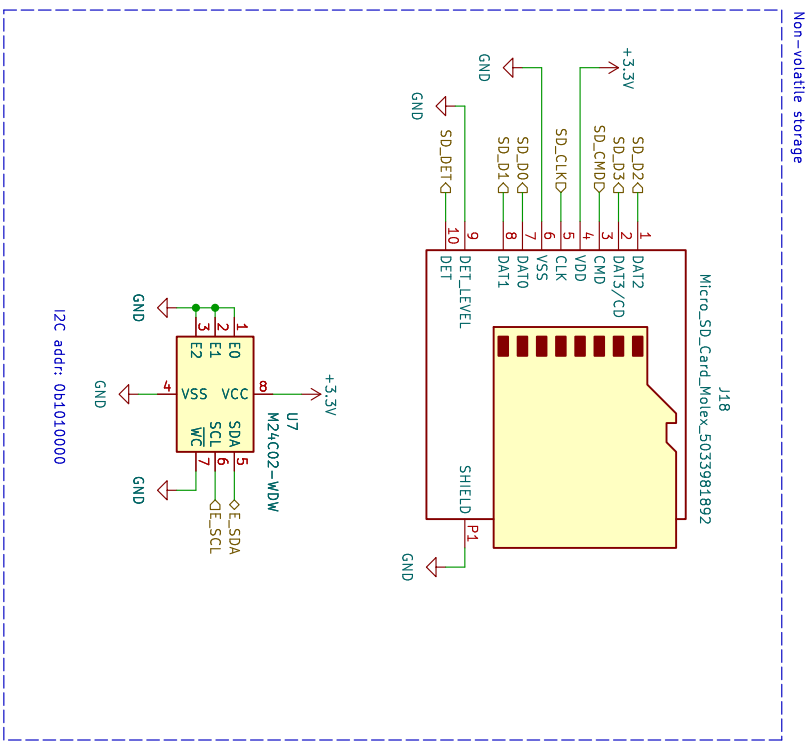 Non-volatile storage
J18
Micro_SD_Card_Molex_5033981892
SD_D2 1 DAT2
SD_D3 2 DAT3/CD
SD_CMD 3 CMD
+3.3V 4 VDD
SD_CLK 5 CLK
GND 6 VSS
SD_D0 7 DAT0
SD_D1 8 DAT1
GND 9 DET_LEVEL
SD_DET 10 DET
SHIELD P1 GND
U7
M24C02-WDW
+3.3V 8 VCC
GND 1 E0
2 E1
3 E2
GND 4 VSS
SDA 5 E_SDA
SCL 6 E_SCL
WC 7 GND
I2C addr: 0b1010000